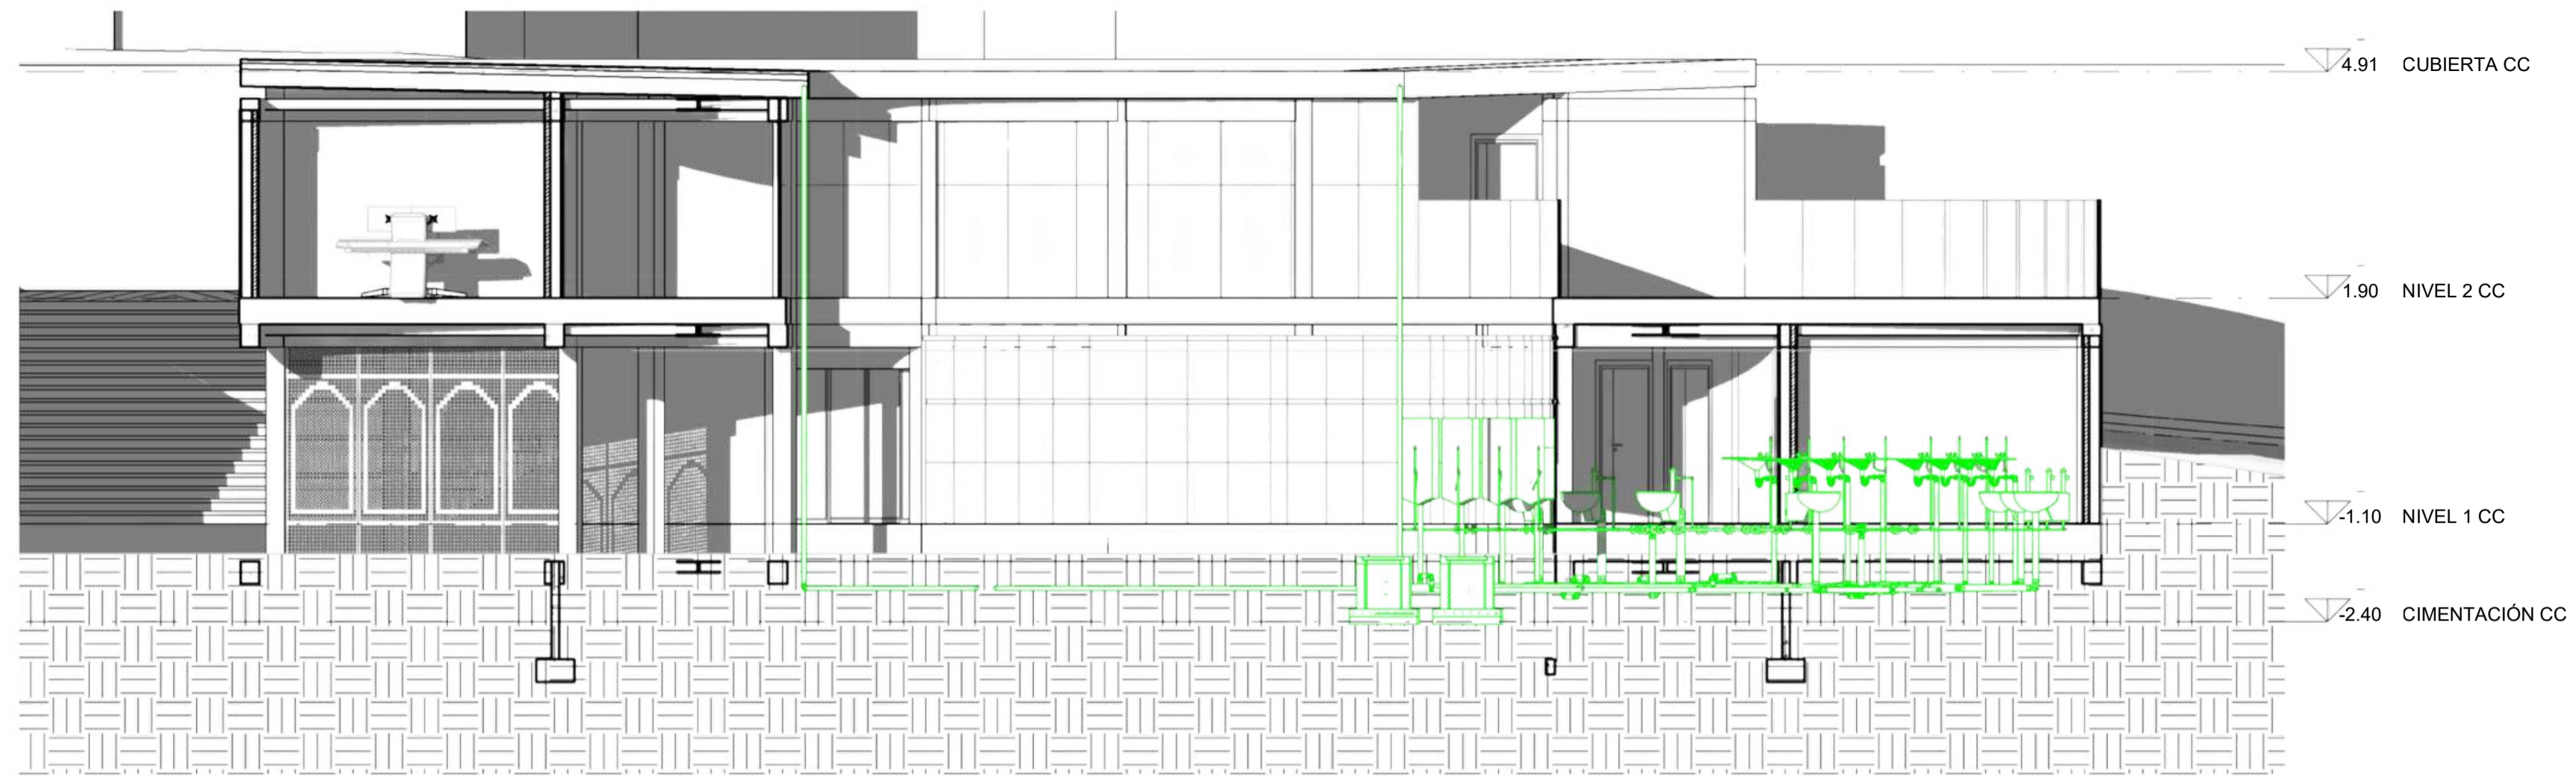 4.91 CUBIERTA CC
1.90 NIVEL 2 CC
-1.10 NIVEL 1 CC
-2.40 CIMENTACIÓN CC